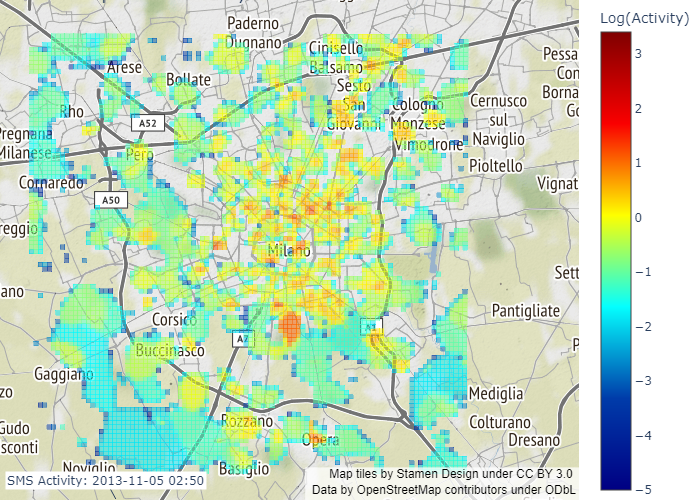 Log(Activity)
Paderno
Dugnano
Cinisello
Balsamo
Arese
Bollate
Sesto
San
Giovanni
Rho
A52
Cologno
Monzese
Cernusco
sul
Naviglio
Pessa
Borna
Pregnana
Milanese
Pero
Vimodrone
Pioltello
Cornaredo
A50
Vignat
reggio
Milano
Sett
ano
Corsico
A7
Pantigliate
Buccinasco
Gaggiano
Mediglia
Rozzano
Colturano
Opera
Dresano
Gudo
sconti
Noviglio
Basiglio
3
2
1
0
−1
−2
−3
−4
−5
SMS Activity: 2013-11-05 02:50
Map tiles by Stamen Design under CC BY 3.0
Data by OpenStreetMap contributors under ODbL